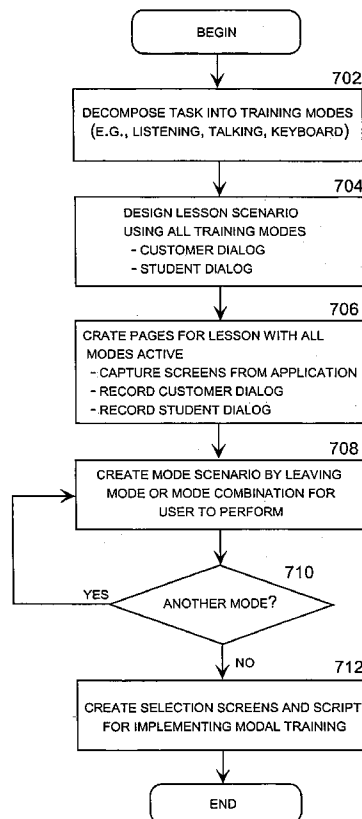 BEGIN
702
DECOMPOSE TASK INTO TRAINING MODES
(E.G., LISTENING, TALKING, KEYBOARD)
704
DESIGN LESSON SCENARIO
USING ALL TRAINING MODES
- CUSTOMER DIALOG
- STUDENT DIALOG
706
CRATE PAGES FOR LESSON WITH ALL
MODES ACTIVE
- CAPTURE SCREENS FROM APPLICATION
- RECORD CUSTOMER DIALOG
- RECORD STUDENT DIALOG
708
CREATE MODE SCENARIO BY LEAVING
MODE OR MODE COMBINATION FOR
USER TO PERFORM
710
YES
ANOTHER MODE?
NO
712
CREATE SELECTION SCREENS AND SCRIPT
FOR IMPLEMENTING MODAL TRAINING
END